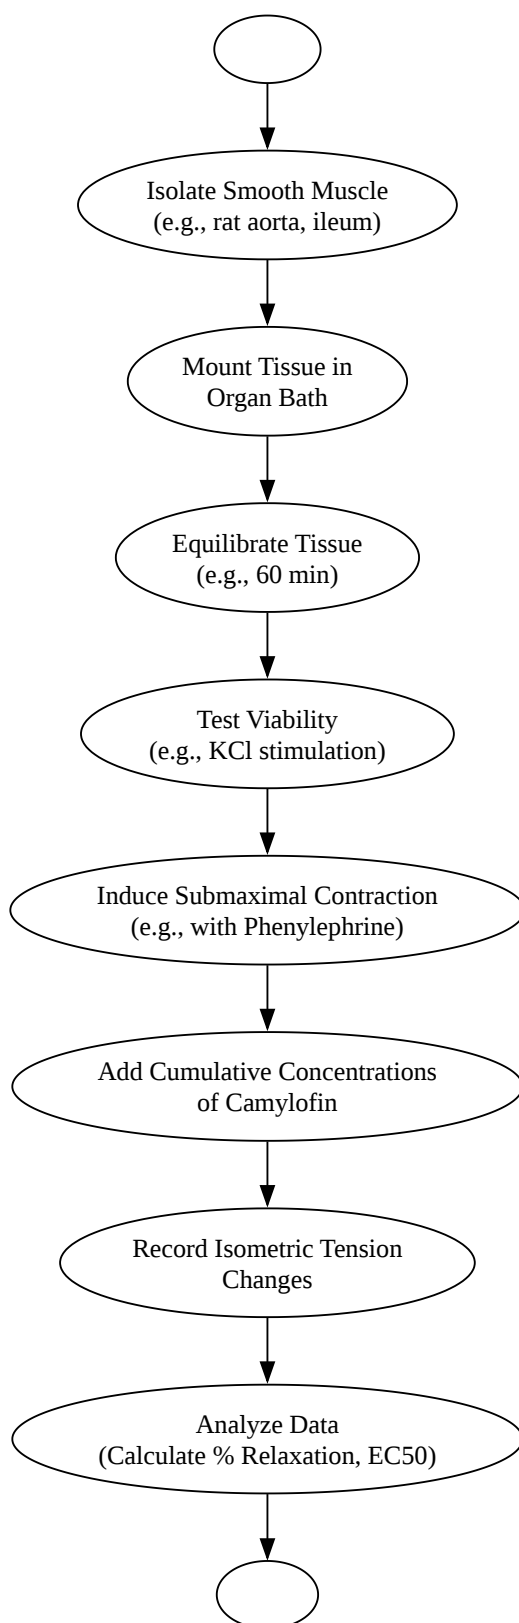 Isolate Smooth Muscle
(e.g., rat aorta, ileum)
Mount Tissue in
Organ Bath
Equilibrate Tissue
(e.g., 60 min)
Test Viability
(e.g., KCl stimulation)
Induce Submaximal Contraction
(e.g., with Phenylephrine)
Add Cumulative Concentrations
of Camylofin
Record Isometric Tension
Changes
Analyze Data
(Calculate % Relaxation, EC50)